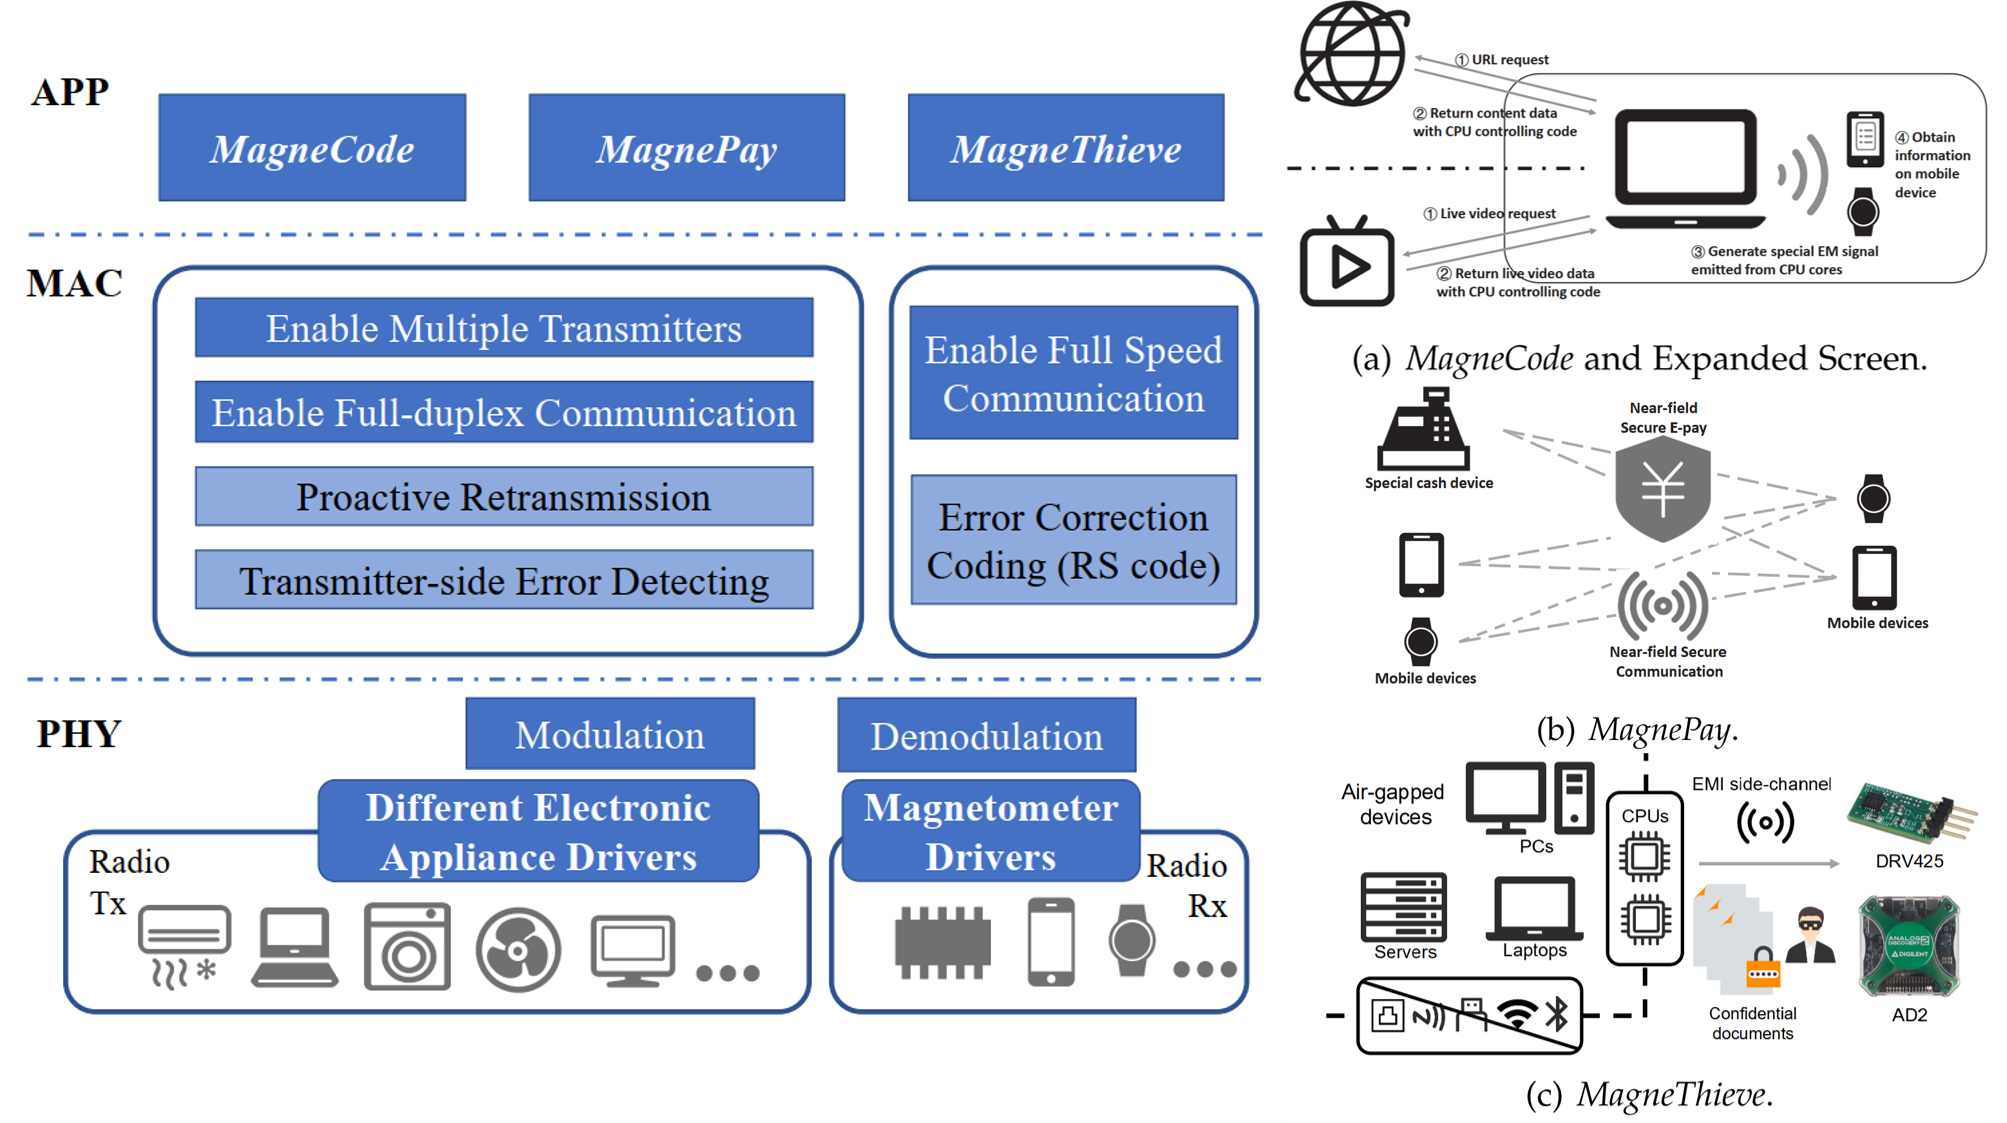 APP
MagneCode
MagnePay
MagneThieve
MAC
Enable Multiple Transmitters
Enable Full-duplex Communication
Proactive Retransmission
Transmitter-side Error Detecting
Enable Full Speed
Communication
Error Correction
Coding (RS code)
PHY
Modulation
Demodulation
Different Electronic
Appliance Drivers
Magnetometer
Drivers
Radio
Tx
Radio
Rx
① URL request
② Return content data
with CPU controlling code
④ Obtain
information
on mobile
device
① Live video request
② Return live video data
with CPU controlling code
③ Generate special EM signal
emitted from CPU cores
(a) MagneCode and Expanded Screen.
Near-field
Secure E-pay
¥
Special cash device
Mobile devices
Near-field Secure
Communication
Mobile devices
(b) MagnePay.
Air-gapped
devices
PCs
CPUs
EMI side-channel
DRV425
Servers
Laptops
Confidential
documents
ANALOG
DISCOVERY 2
DIGILENT
AD2
(c) MagneThieve.